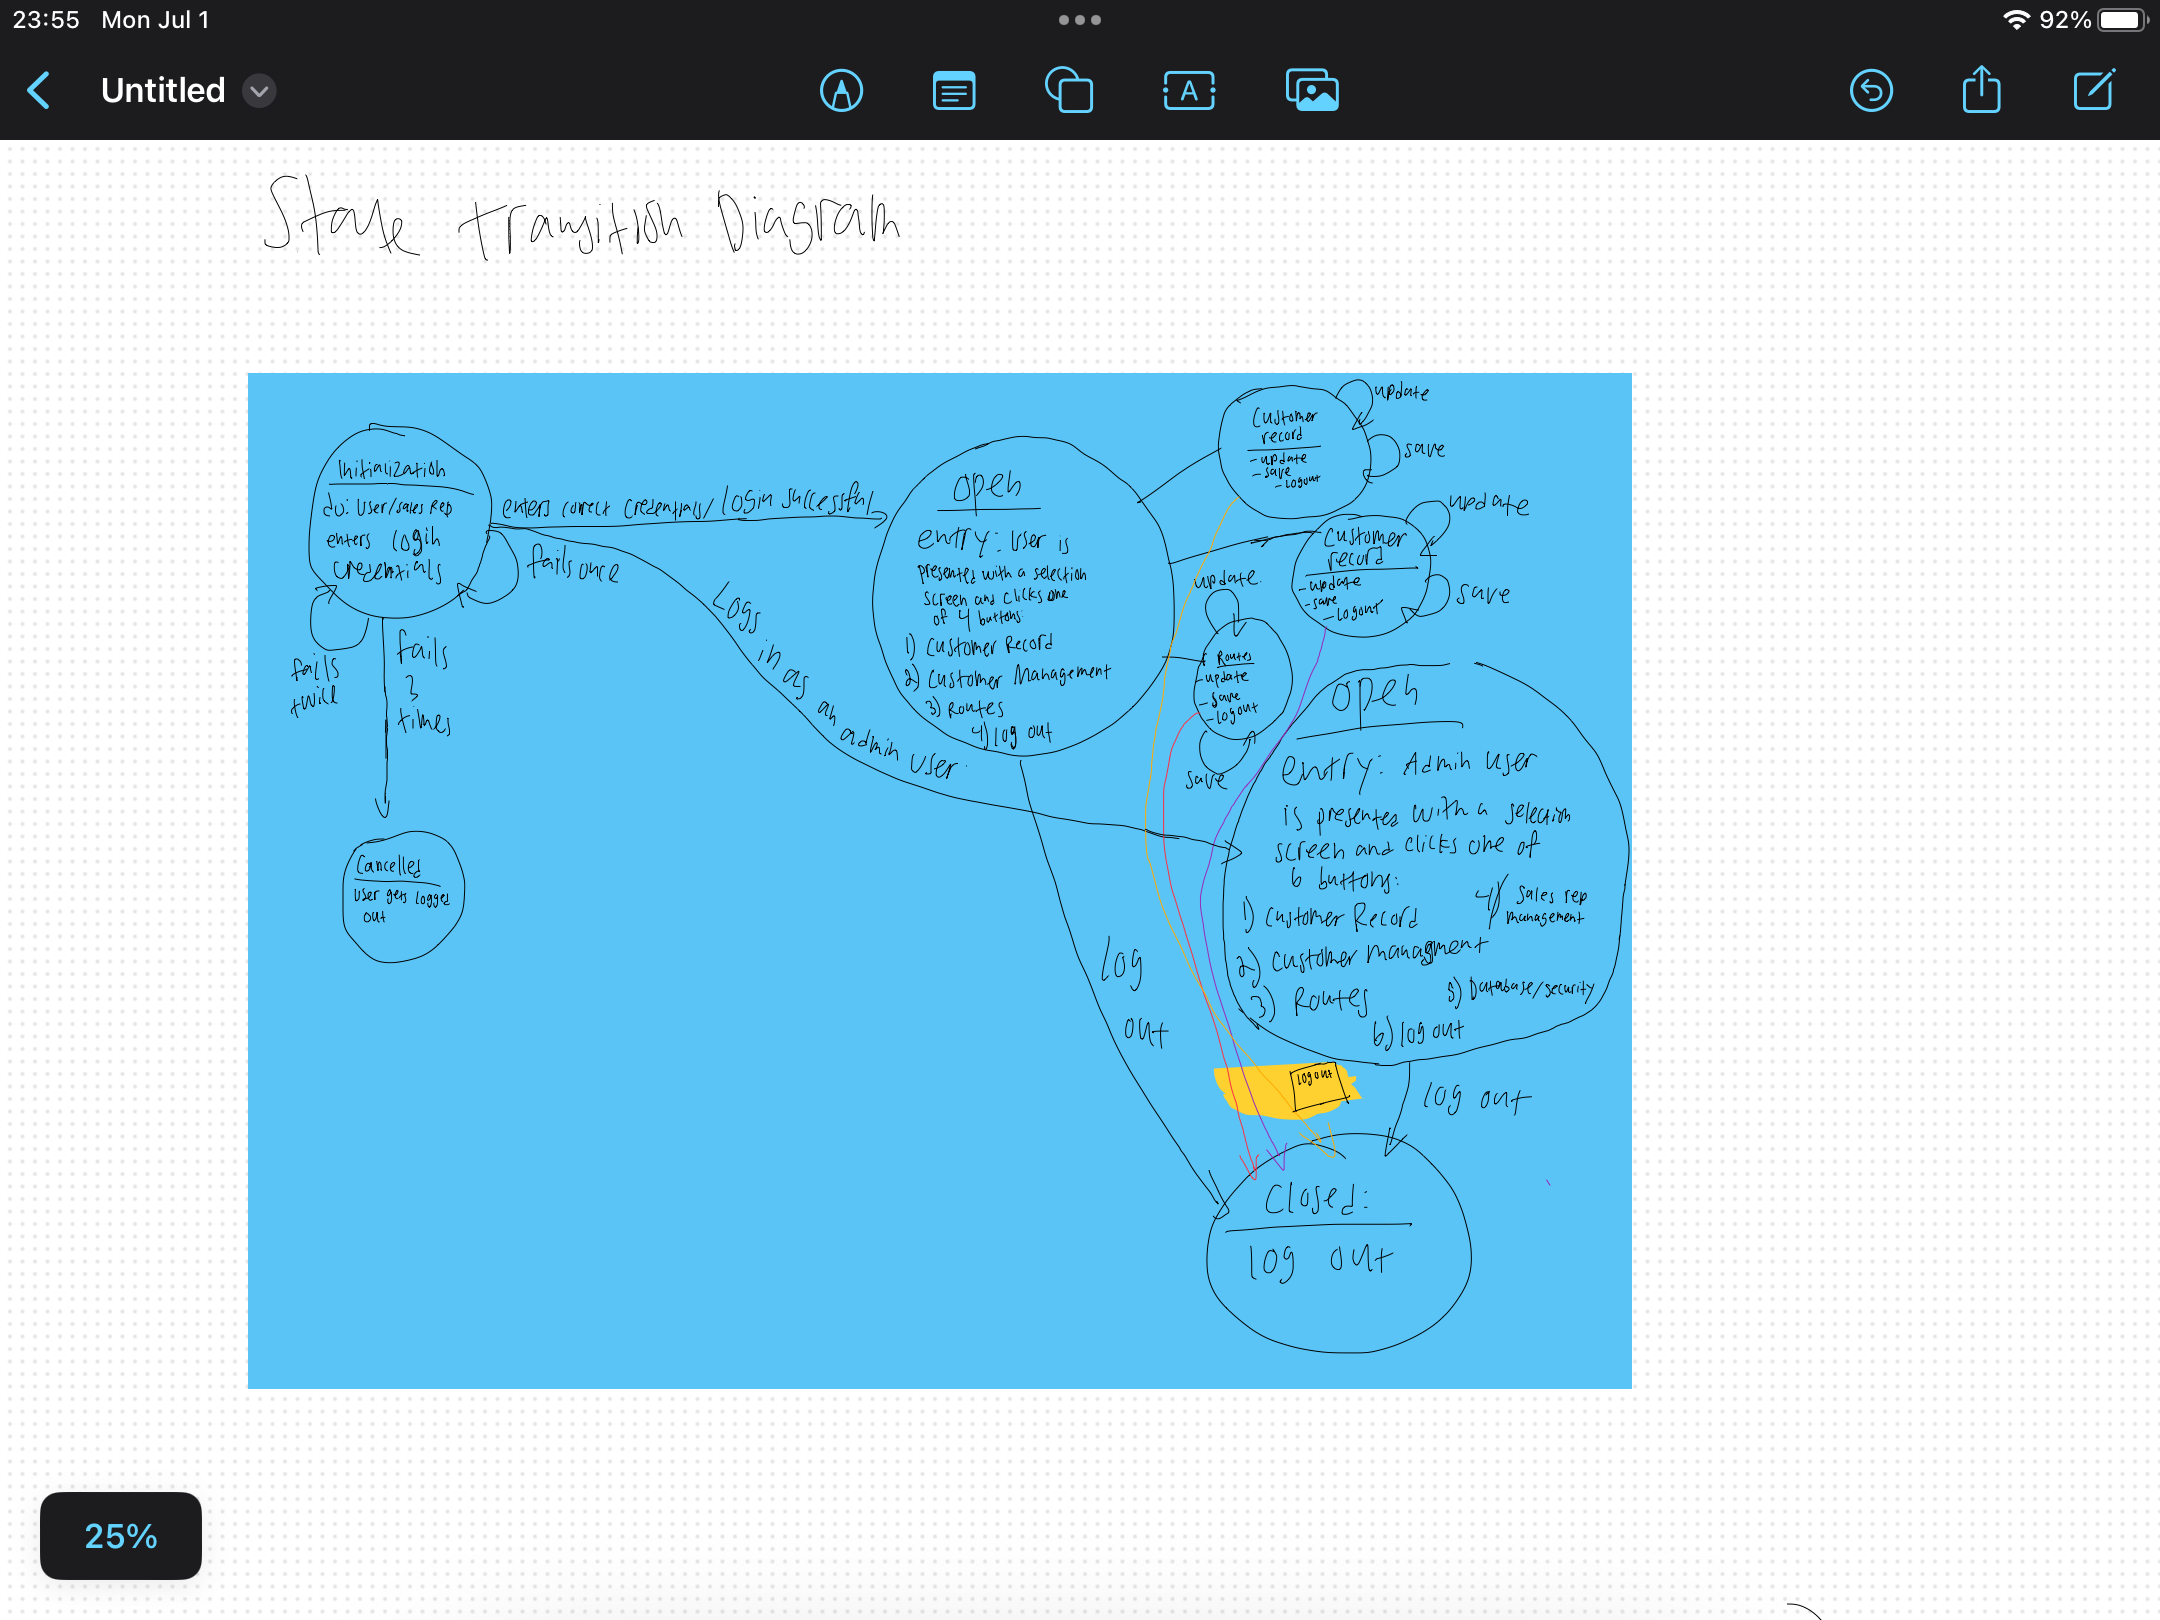 23:55 Mon Jul 1
92%
Untitled
A
State transition Diagram
Initialization
do: User/sales Rep
enters login
credentials
enters correct credentials/login successful
fails once
fails
twice
fails
3
times
Cancelled
user gets logged
out
Logs in as an admin user
open
entry: User is
presented with a selection
screen and clicks one
of 4 buttons:
1) Customer Record
2) Customer Management
3) Routes
4) log out
Customer
record
- update
- save
- logout
update
save
Customer
record
- update
- save
- logout
update
save
update
Routes
- update
- save
- logout
save
open
entry: Admin user
is presented with a selection
screen and clicks one of
6 buttons:
1) Customer Record
2) Customer managment
3) Routes
4) Sales rep
management
5) Database/security
6) log out
log
out
logout
log out
Closed:
log out
25%